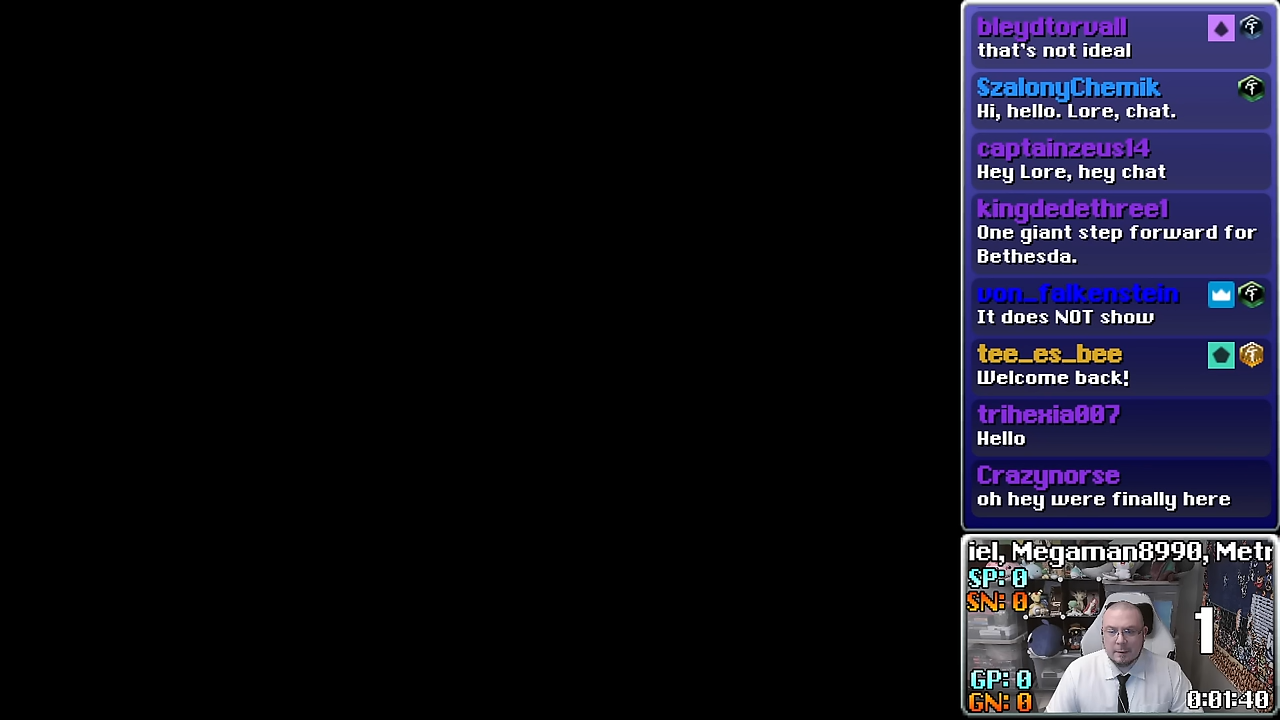 bleydtorvall
that's not ideal
SzalonyChemik
Hi, hello. Lore, chat.
captainzeus14
Hey Lore, hey chat
kingdedethree1
One giant step forward for
Bethesda.
von_falkenstein
It does NOT show
tee_es_bee
Welcome back!
trihexia007
Hello
Crazynorse
oh hey were finally here
iel, Megaman8990, Metr
SP: 0
SN: 0
1
GP: 0
GN: 0
0:01:40